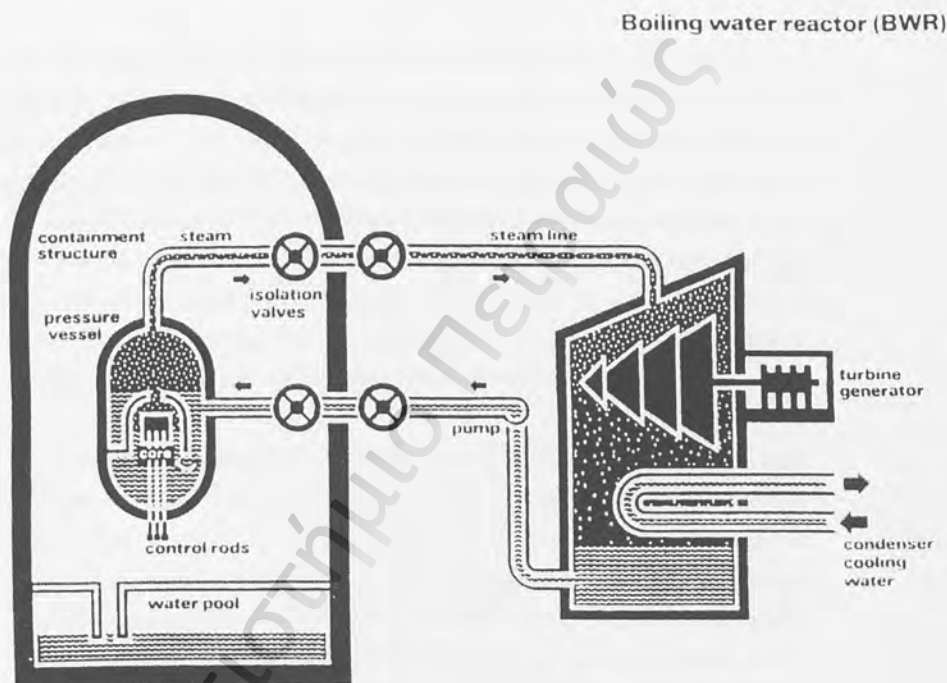 Boiling water reactor (BWR)
containment
structure
steam
steam line
isolation
valves
pressure
vessel
turbine
generator
pump
core
control rods
condenser
cooling
water
water pool
Πειραιώς